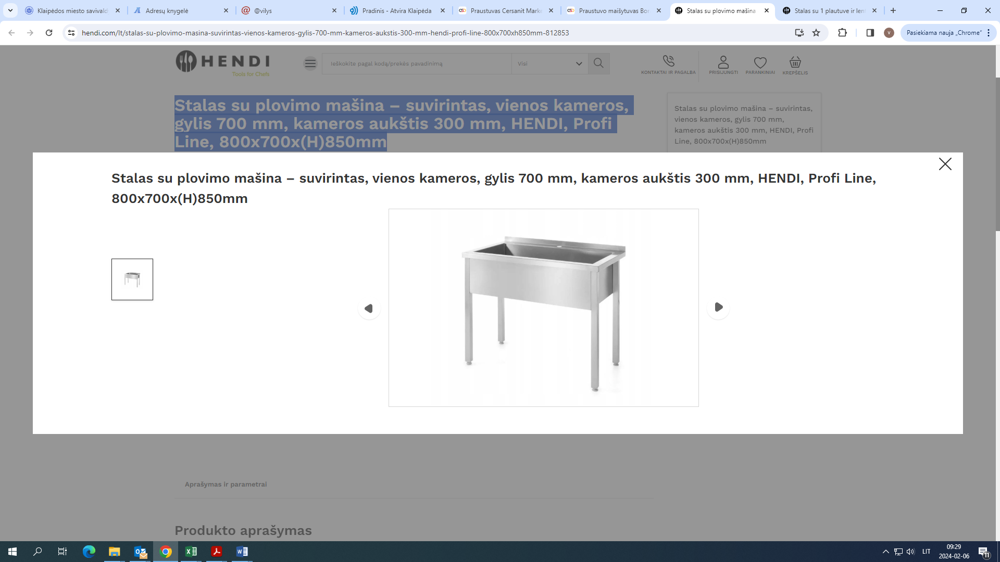 Klaipėdos miesto savivald
Adresų knygelė
@vilys
Pradinis - Atvira Klaipėda
Praustuvas Cersanit Marke
Praustuvo maišytuvas Bor
Stalas su plovimo mašina
Stalas su 1 plautuve ir lent
hendi.com/lt/stalas-su-plovimo-masina-suvirintas-vienos-kameros-gylis-700-mm-kameros-aukstis-300-mm-hendi-profi-line-800x700xh850mm-812853
V
Pasiekiama nauja „Chrome“
HENDI
Tools for Chefs
Ieškokite pagal kodą/prekės pavadinimą
Visi
KONTAKTAI IR PAGALBA
PRISIJUNGTI
PARANKINIAI
KREPŠELIS
Stalas su plovimo mašina – suvirintas, vienos kameros,
gylis 700 mm, kameros aukštis 300 mm, HENDI, Profi
Line, 800x700x(H)850mm
Stalas su plovimo mašina – suvirintas,
vienos kameros, gylis 700 mm,
kameros aukštis 300 mm, HENDI, Profi
Line, 800x700x(H)850mm
Stalas su plovimo mašina – suvirintas, vienos kameros, gylis 700 mm, kameros aukštis 300 mm, HENDI, Profi Line,
800x700x(H)850mm
Aprašymas ir parametrai
Produkto aprašymas
LIT
09:29
2024-02-06
11